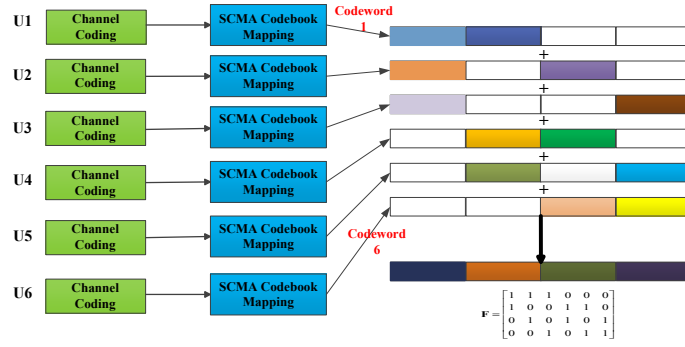 U1
Channel
Coding
SCMA Codebook
Mapping
Codeword
1
+
U2
Channel
Coding
SCMA Codebook
Mapping
+
U3
Channel
Coding
SCMA Codebook
Mapping
+
U4
Channel
Coding
SCMA Codebook
Mapping
+
U5
Channel
Coding
SCMA Codebook
Mapping
+
Codeword
6
U6
Channel
Coding
SCMA Codebook
Mapping
1 1 1 0 0 0
F = 1 0 0 1 1 0
0 1 0 1 0 1
0 0 1 0 1 1